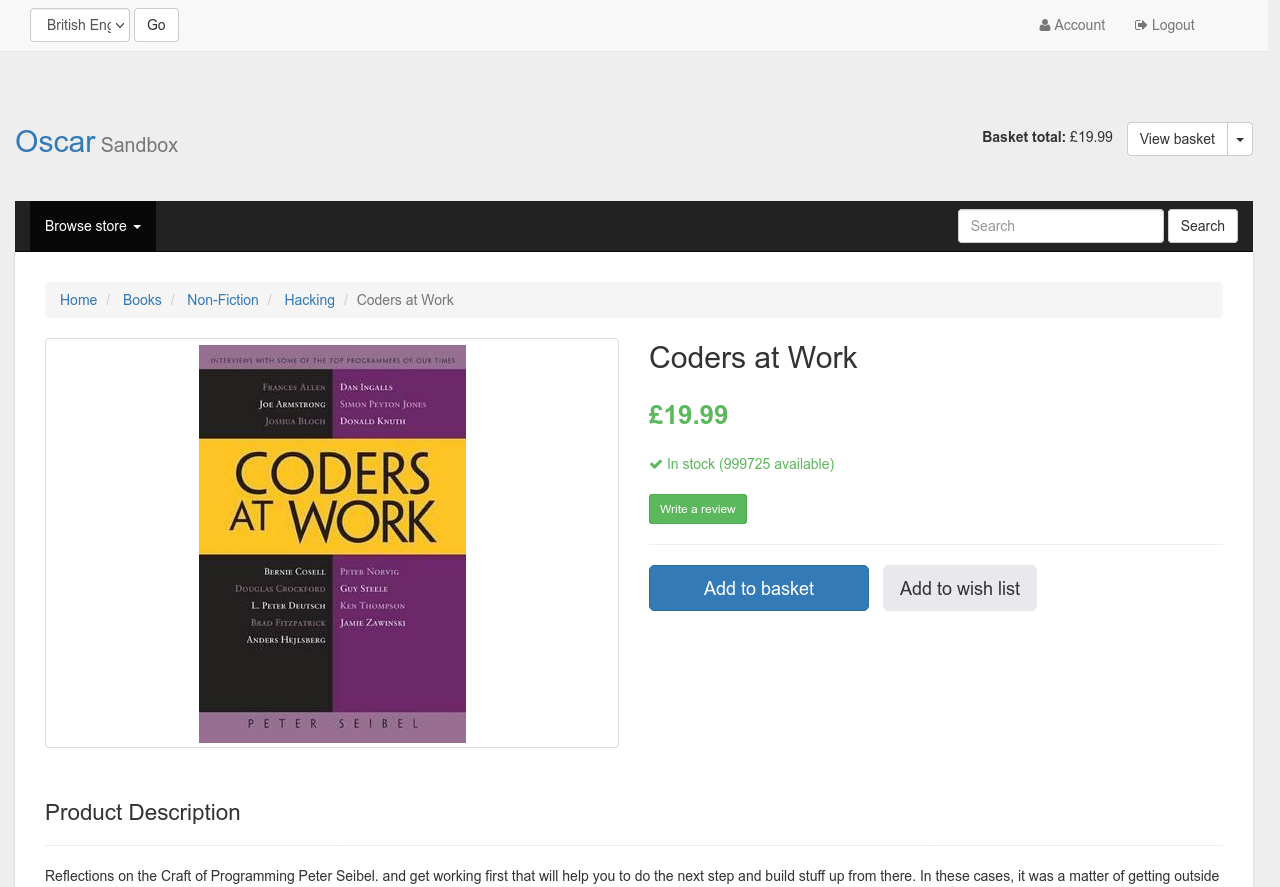 British Eng
Go
Account
Logout
Oscar Sandbox
Basket total: £19.99
View basket
Browse store
Search
Search
Home / Books / Non-Fiction / Hacking / Coders at Work
INTERVIEWS WITH SOME OF THE TOP PROGRAMMERS OF OUR TIMES
FRANCES ALLEN DAN INGALLS
JOE ARMSTRONG SIMON PEYTON JONES
JOSHUA BLOCH DONALD KNUTH
CODERS
AT WORK
BERNIE COSELL PETER NORVIG
DOUGLAS CROCKFORD GUY STEELE
L. PETER DEUTSCH KEN THOMPSON
BRAD FITZPATRICK JAMIE ZAWINSKI
ANDERS HEJLSBERG
PETER SEIBEL
Coders at Work
£19.99
In stock (999725 available)
Write a review
Add to basket
Add to wish list
Product Description
Reflections on the Craft of Programming Peter Seibel. and get working first that will help you to do the next step and build stuff up from there. In these cases, it was a matter of getting outside